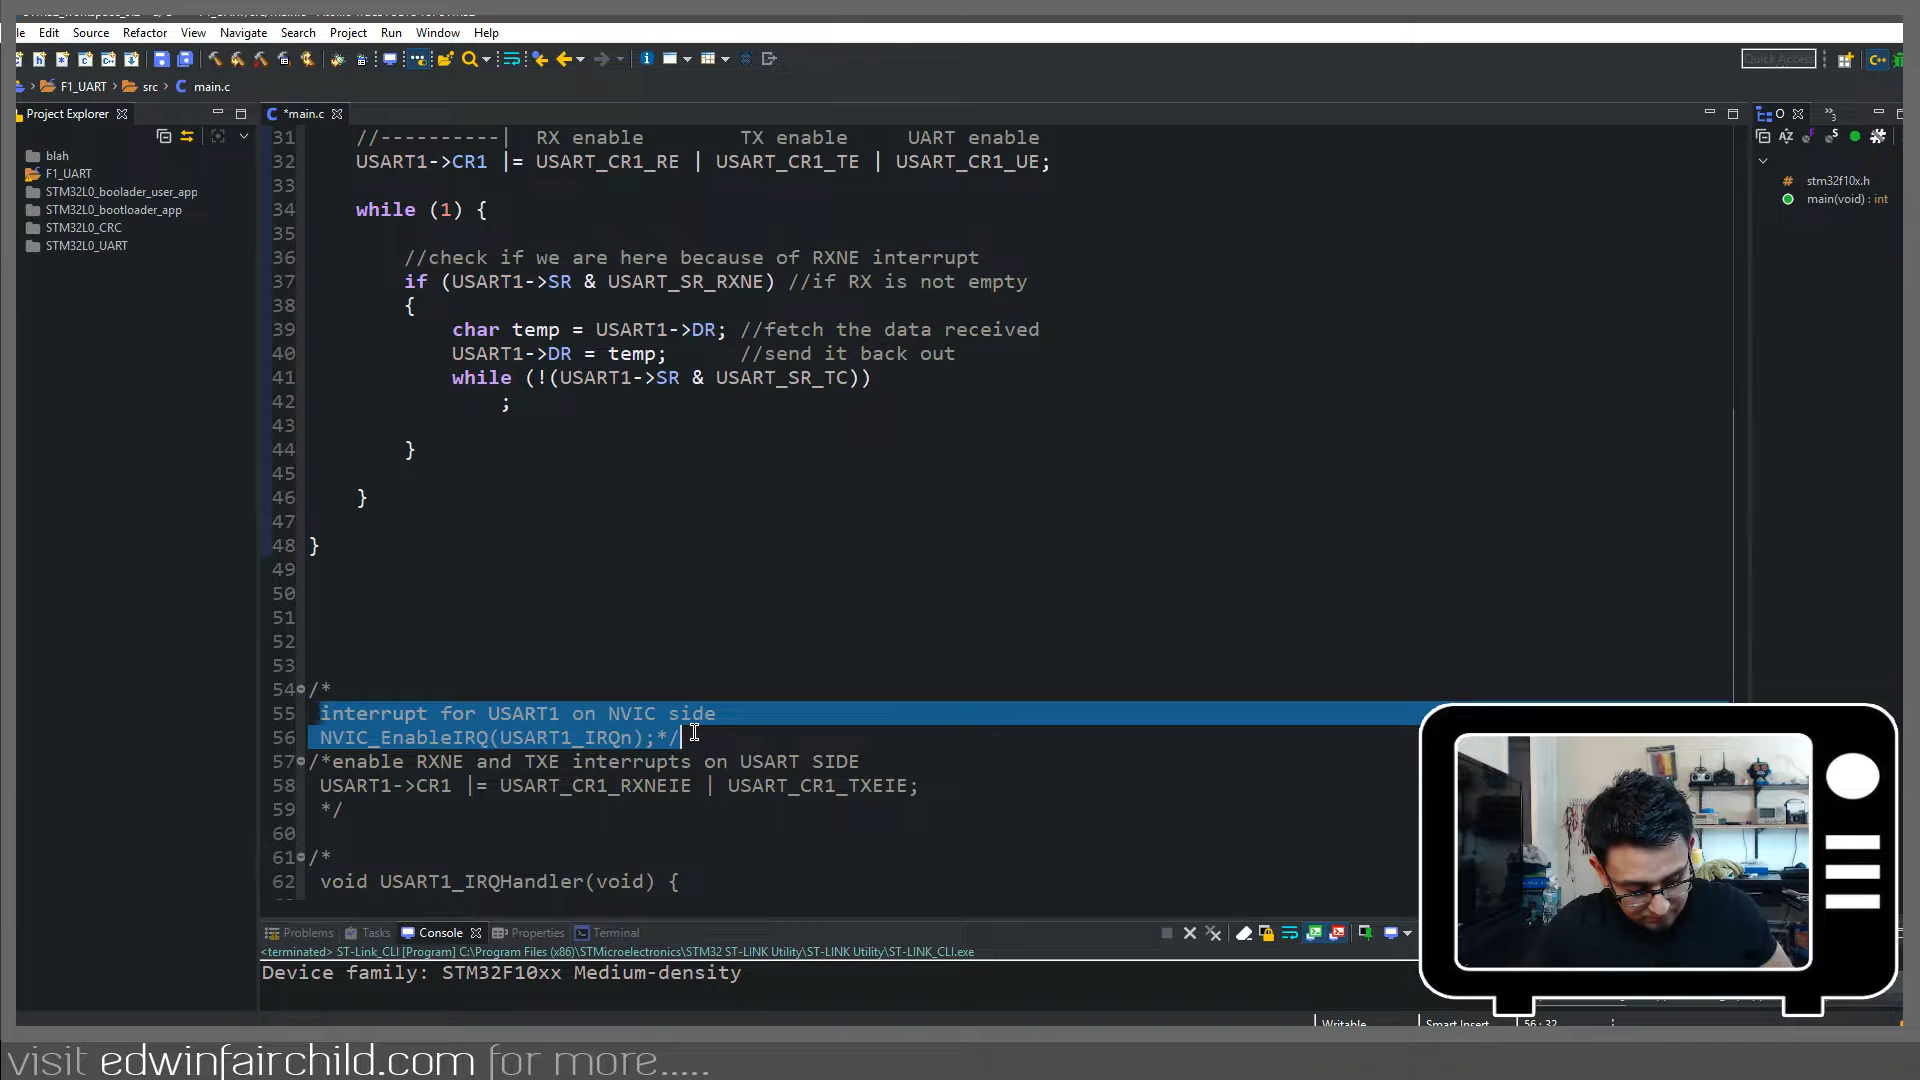 le Edit Source Refactor View Navigate Search Project Run Window Help
Quick Access
F1_UART src main.c
Project Explorer
*main.c
O
3
blah
F1_UART
STM32L0_boolader_user_app
STM32L0_bootloader_app
STM32L0_CRC
STM32L0_UART
31 //----------| RX enable TX enable UART enable
32 USART1->CR1 |= USART_CR1_RE | USART_CR1_TE | USART_CR1_UE;
33
34 while (1) {
35
36 //check if we are here because of RXNE interrupt
37 if (USART1->SR & USART_SR_RXNE) //if RX is not empty
38 {
39 char temp = USART1->DR; //fetch the data received
40 USART1->DR = temp; //send it back out
41 while (!(USART1->SR & USART_SR_TC))
42 ;
43
44 }
45
46 }
47
48 }
49
50
51
52
53
54 /*
55 interrupt for USART1 on NVIC side
56 NVIC_EnableIRQ(USART1_IRQn);*/
57 /*enable RXNE and TXE interrupts on USART SIDE
58 USART1->CR1 |= USART_CR1_RXNEIE | USART_CR1_TXEIE;
59 */
60
61 /*
62 void USART1_IRQHandler(void) {
stm32f10x.h
main(void) : int
Problems Tasks Console Properties Terminal
<terminated> ST-Link_CLI [Program] C:\Program Files (x86)\STMicroelectronics\STM32 ST-LINK Utility\ST-LINK Utility\ST-LINK_CLI.exe
Device family: STM32F10xx Medium-density
Writable Smart Insert 56 : 32
visit edwinfairchild.com for more.....